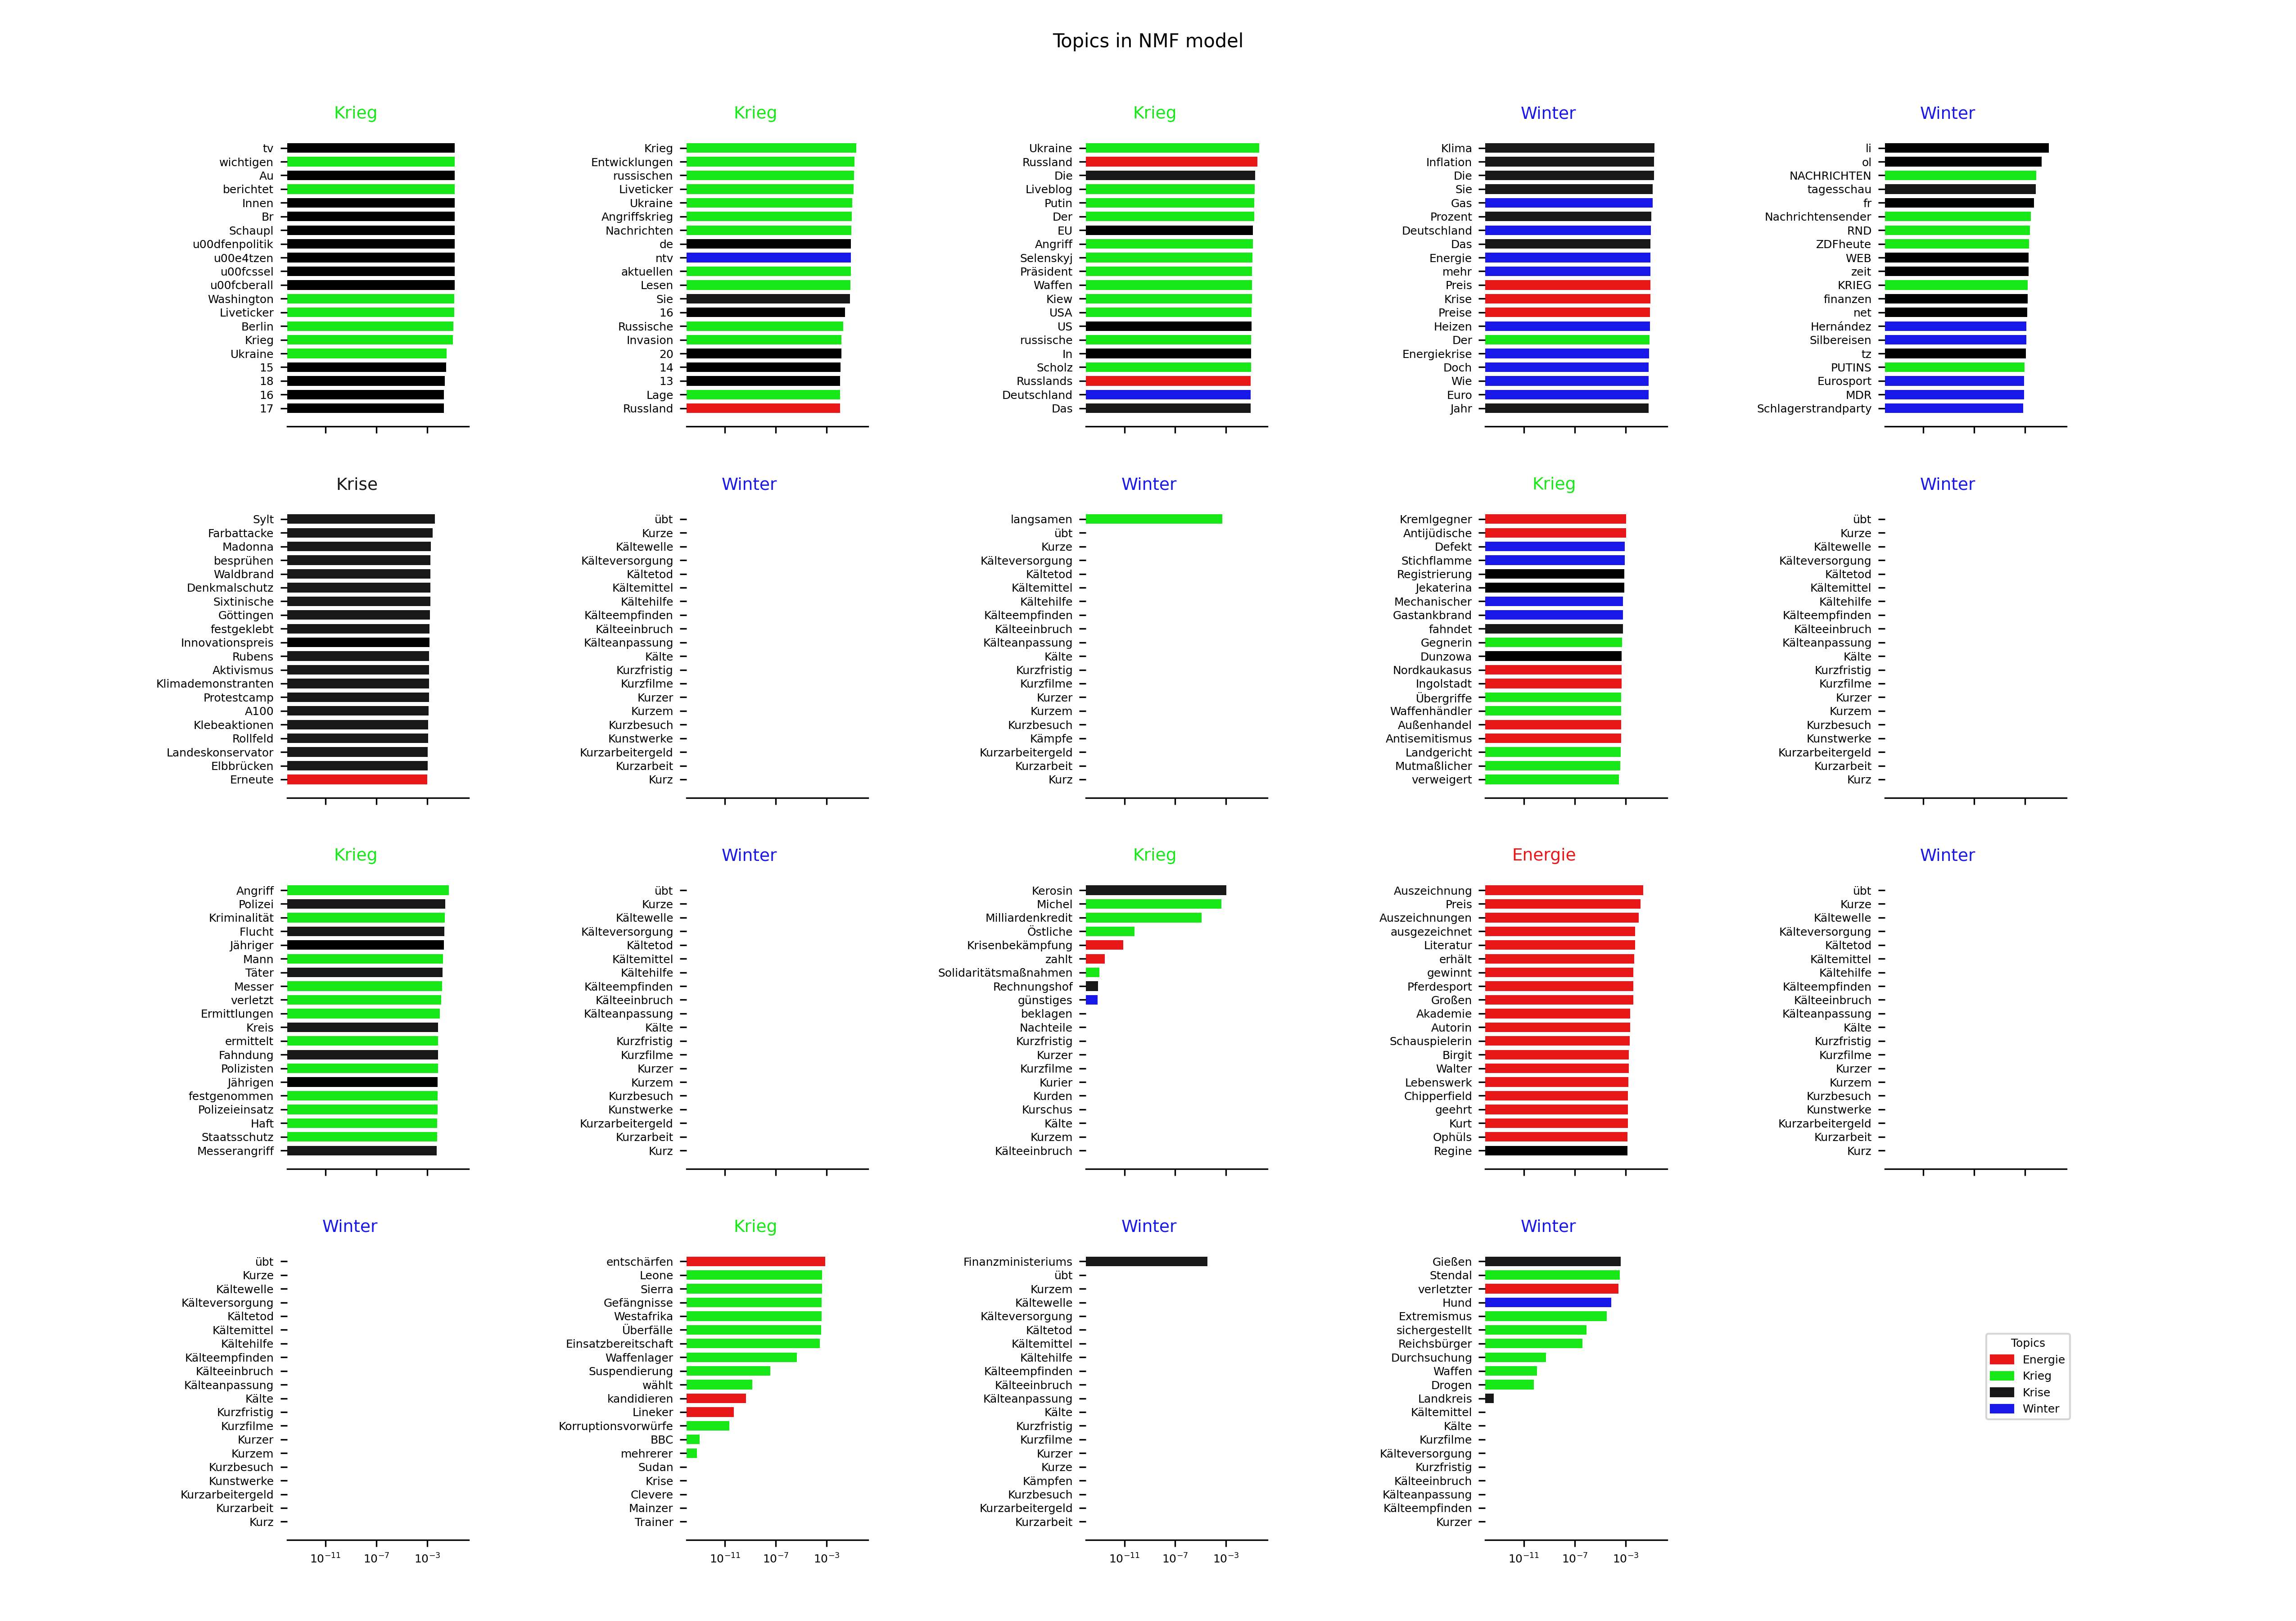 Topics in NMF model
Krieg
tv
wichtigen
Au
berichtet
Innen
Br
Schaupl
u00dfenpolitik
u00e4tzen
u00fcssel
u00fcberall
Washington
Liveticker
Berlin
Krieg
Ukraine
15
18
16
17
Krieg
Krieg
Entwicklungen
russischen
Liveticker
Ukraine
Angriffskrieg
Nachrichten
de
ntv
aktuellen
Lesen
Sie
16
Russische
Invasion
20
14
13
Lage
Russland
Krieg
Ukraine
Russland
Die
Liveblog
Putin
Der
EU
Angriff
Selenskyj
Präsident
Waffen
Kiew
USA
US
russische
In
Scholz
Russlands
Deutschland
Das
Winter
Klima
Inflation
Die
Sie
Gas
Prozent
Deutschland
Das
Energie
mehr
Preis
Krise
Preise
Heizen
Der
Energiekrise
Doch
Wie
Euro
Jahr
Winter
li
ol
NACHRICHTEN
tagesschau
fr
Nachrichtensender
RND
ZDFheute
WEB
zeit
KRIEG
finanzen
net
Hernández
Silbereisen
tz
PUTINS
Eurosport
MDR
Schlagerstrandparty
Krise
Sylt
Farbattacke
Madonna
besprühen
Waldbrand
Denkmalschutz
Sixtinische
Göttingen
festgeklebt
Innovationspreis
Rubens
Aktivismus
Klimademonstranten
Protestcamp
A100
Klebeaktionen
Rollfeld
Landeskonservator
Elbbrücken
Erneute
Winter
übt
Kurze
Kältewelle
Kälteversorgung
Kältetod
Kältemittel
Kältehilfe
Kälteempfinden
Kälteeinbruch
Kälteanpassung
Kälte
Kurzfristig
Kurzfilme
Kurzer
Kurzem
Kurzbesuch
Kunstwerke
Kurzarbeitergeld
Kurzarbeit
Kurz
Winter
langsamen
übt
Kurze
Kälteversorgung
Kältetod
Kältemittel
Kältehilfe
Kälteempfinden
Kälteeinbruch
Kälteanpassung
Kälte
Kurzfristig
Kurzfilme
Kurzer
Kurzem
Kurzbesuch
Kämpfe
Kurzarbeitergeld
Kurzarbeit
Kurz
Krieg
Kremlgegner
Antijüdische
Defekt
Stichflamme
Registrierung
Jekaterina
Mechanischer
Gastankbrand
fahndet
Gegnerin
Dunzowa
Nordkaukasus
Ingolstadt
Übergriffe
Waffenhändler
Außenhandel
Antisemitismus
Landgericht
Mutmaßlicher
verweigert
Winter
übt
Kurze
Kältewelle
Kälteversorgung
Kältetod
Kältemittel
Kältehilfe
Kälteempfinden
Kälteeinbruch
Kälteanpassung
Kälte
Kurzfristig
Kurzfilme
Kurzer
Kurzem
Kurzbesuch
Kunstwerke
Kurzarbeitergeld
Kurzarbeit
Kurz
Krieg
Angriff
Polizei
Kriminalität
Flucht
Jähriger
Mann
Täter
Messer
verletzt
Ermittlungen
Kreis
ermittelt
Fahndung
Polizisten
Jährigen
festgenommen
Polizeieinsatz
Haft
Staatsschutz
Messerangriff
Winter
übt
Kurze
Kältewelle
Kälteversorgung
Kältetod
Kältemittel
Kältehilfe
Kälteempfinden
Kälteeinbruch
Kälteanpassung
Kälte
Kurzfristig
Kurzfilme
Kurzer
Kurzem
Kurzbesuch
Kunstwerke
Kurzarbeitergeld
Kurzarbeit
Kurz
Krieg
Kerosin
Michel
Milliardenkredit
Östliche
Krisenbekämpfung
zahlt
Solidaritätsmaßnahmen
Rechnungshof
günstiges
beklagen
Nachteile
Kurzfristig
Kurzer
Kurzfilme
Kurier
Kurden
Kurschus
Kälte
Kurzem
Kälteeinbruch
Energie
Auszeichnung
Preis
Auszeichnungen
ausgezeichnet
Literatur
erhält
gewinnt
Pferdesport
Großen
Akademie
Autorin
Schauspielerin
Birgit
Walter
Lebenswerk
Chipperfield
geehrt
Kurt
Ophüls
Regine
Winter
übt
Kurze
Kältewelle
Kälteversorgung
Kältetod
Kältemittel
Kältehilfe
Kälteempfinden
Kälteeinbruch
Kälteanpassung
Kälte
Kurzfristig
Kurzfilme
Kurzer
Kurzem
Kurzbesuch
Kunstwerke
Kurzarbeitergeld
Kurzarbeit
Kurz
Winter
übt
Kurze
Kältewelle
Kälteversorgung
Kältetod
Kältemittel
Kältehilfe
Kälteempfinden
Kälteeinbruch
Kälteanpassung
Kälte
Kurzfristig
Kurzfilme
Kurzer
Kurzem
Kurzbesuch
Kunstwerke
Kurzarbeitergeld
Kurzarbeit
Kurz
10⁻¹¹ 10⁻⁷ 10⁻³
Krieg
entschärfen
Leone
Sierra
Gefängnisse
Westafrika
Überfälle
Einsatzbereitschaft
Waffenlager
Suspendierung
wählt
kandidieren
Lineker
Korruptionsvorwürfe
BBC
mehrerer
Sudan
Krise
Clevere
Mainzer
Trainer
10⁻¹¹ 10⁻⁷ 10⁻³
Winter
Finanzministeriums
übt
Kurzem
Kältewelle
Kälteversorgung
Kältetod
Kältemittel
Kältehilfe
Kälteempfinden
Kälteeinbruch
Kälteanpassung
Kälte
Kurzfristig
Kurzfilme
Kurzer
Kurze
Kämpfen
Kurzbesuch
Kurzarbeitergeld
Kurzarbeit
10⁻¹¹ 10⁻⁷ 10⁻³
Winter
Gießen
Stendal
verletzter
Hund
Extremismus
sichergestellt
Reichsbürger
Durchsuchung
Waffen
Drogen
Landkreis
Kältemittel
Kälte
Kurzfilme
Kälteversorgung
Kurzfristig
Kälteeinbruch
Kälteanpassung
Kälteempfinden
Kurzer
10⁻¹¹ 10⁻⁷ 10⁻³
Topics
Energie
Krieg
Krise
Winter